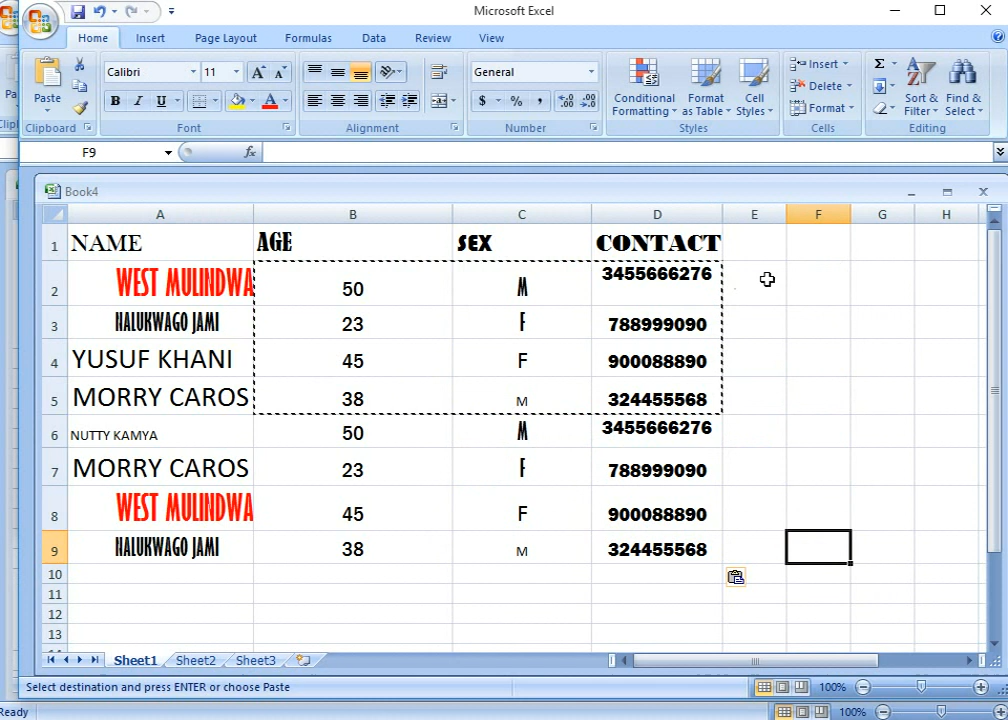 Microsoft Excel
Home Insert Page Layout Formulas Data Review View
Calibri 11 General
Paste
Conditional Formatting Format as Table Cell Styles
Insert
Delete
Format
Sort & Filter Find & Select
Clipboard Font Alignment Number Styles Cells Editing
F9 fx
Book4
A B C D E F G H
1 NAME AGE SEX CONTACT
2 WEST MULINDWA 50 M 3455666276
3 HALUKWAGO JAMI 23 F 788999090
4 YUSUF KHANI 45 F 900088890
5 MORRY CAROS 38 M 324455568
6 NUTTY KAMYA 50 M 3455666276
7 MORRY CAROS 23 F 788999090
8 WEST MULINDWA 45 F 900088890
9 HALUKWAGO JAMI 38 M 324455568
10
11
12
13
Sheet1 Sheet2 Sheet3
Select destination and press ENTER or choose Paste 100%
Ready 100%